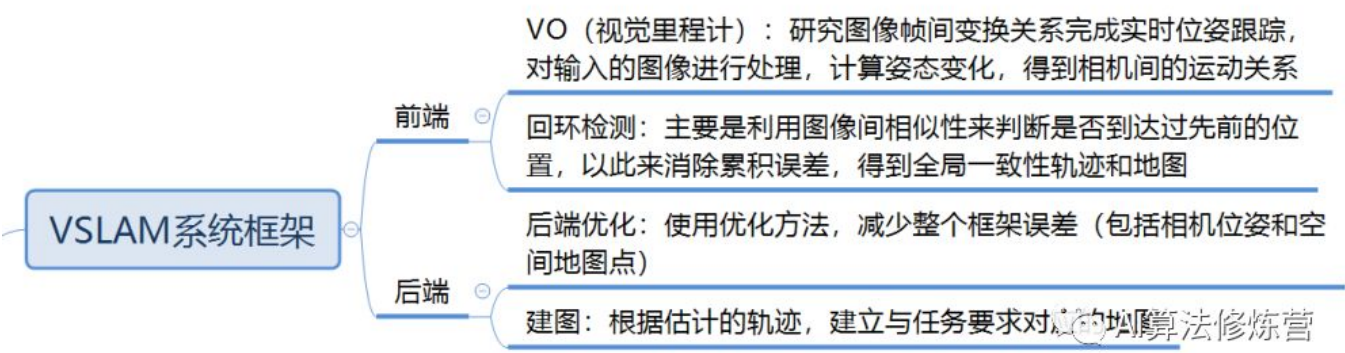 VO（视觉里程计）：研究图像帧间变换关系完成实时位姿跟踪，
对输入的图像进行处理，计算姿态变化，得到相机间的运动关系
前端
回环检测：主要是利用图像间相似性来判断是否到达过先前的位
置，以此来消除累积误差，得到全局一致性轨迹和地图
VSLAM系统框架
后端优化：使用优化方法，减少整个框架误差（包括相机位姿和空
间地图点）
后端
建图：根据估计的轨迹，建立与任务要求对应的地图
AI算法修炼营